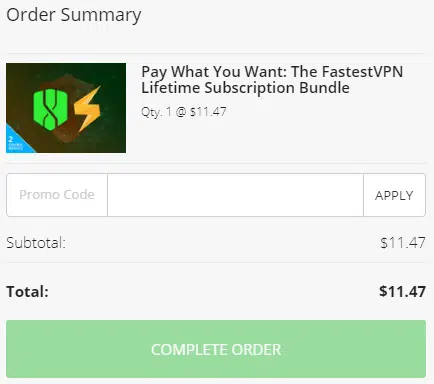 Order Summary
Pay What You Want: The FastestVPN
Lifetime Subscription Bundle
Qty. 1 @ $11.47
2
Promo Code
APPLY
Subtotal: $11.47
Total: $11.47
COMPLETE ORDER